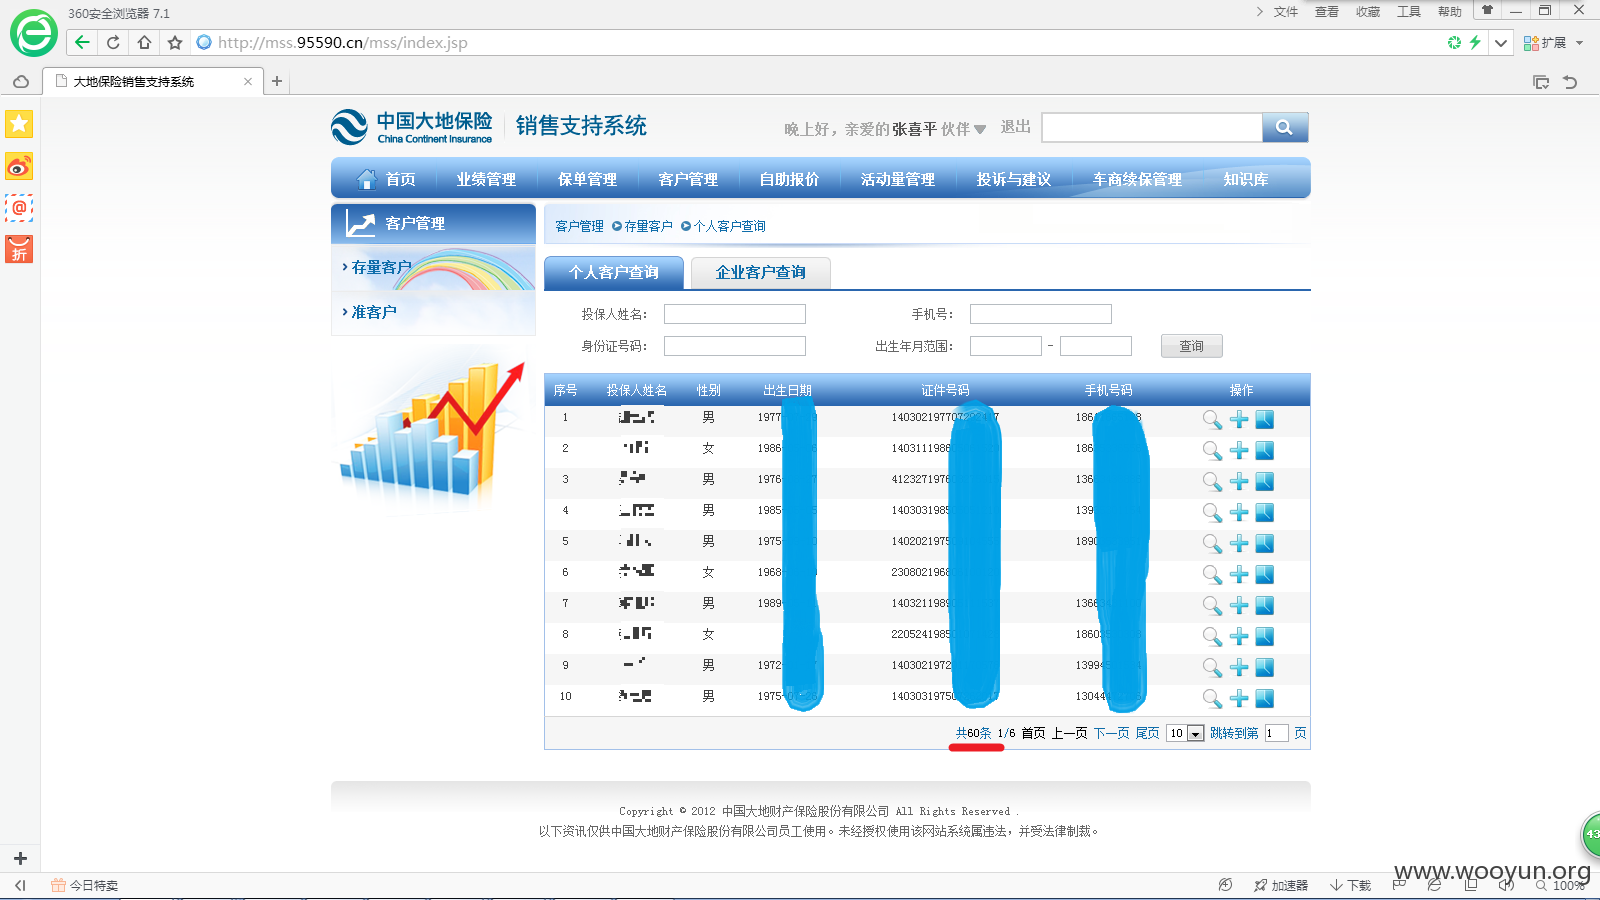 360安全浏览器 7.1
文件 查看 收藏 工具 帮助
http://mss.95590.cn/mss/index.jsp
扩展
大地保险销售支持系统
中国大地保险
China Continent Insurance
销售支持系统
晚上好，亲爱的 张喜平 伙伴 退出
首页 业绩管理 保单管理 客户管理 自助报价 活动量管理 投诉与建议 车商续保管理 知识库
客户管理
客户管理 存量客户 个人客户查询
存量客户
准客户
个人客户查询 企业客户查询
投保人姓名： 手机号：
身份证号码： 出生年月范围： - 查询
序号 投保人姓名 性别 出生日期 证件号码 手机号码 操作
1 男 1977
2 女 1986 1403111986 186
3 男 1976 4123271976 136
4 男 1985 1403031985 139
5 男 1975 1402021975 1890
6 女 1968 2308021968
7 男 1989 1403211989 1366
8 女 2205241985 1860
9 男 1972 1403021972 1399
10 男 1975 1403031975 13044
共60条 1/6 首页 上一页 下一页 尾页 10 跳转到第 1 页
Copyright © 2012 中国大地财产保险股份有限公司 All Rights Reserved .
以下资讯仅供中国大地财产保险股份有限公司员工使用。未经授权使用该网站系统属违法，并受法律制裁。
43
今日特卖
加速器 下载 100%
www.wooyun.org
折